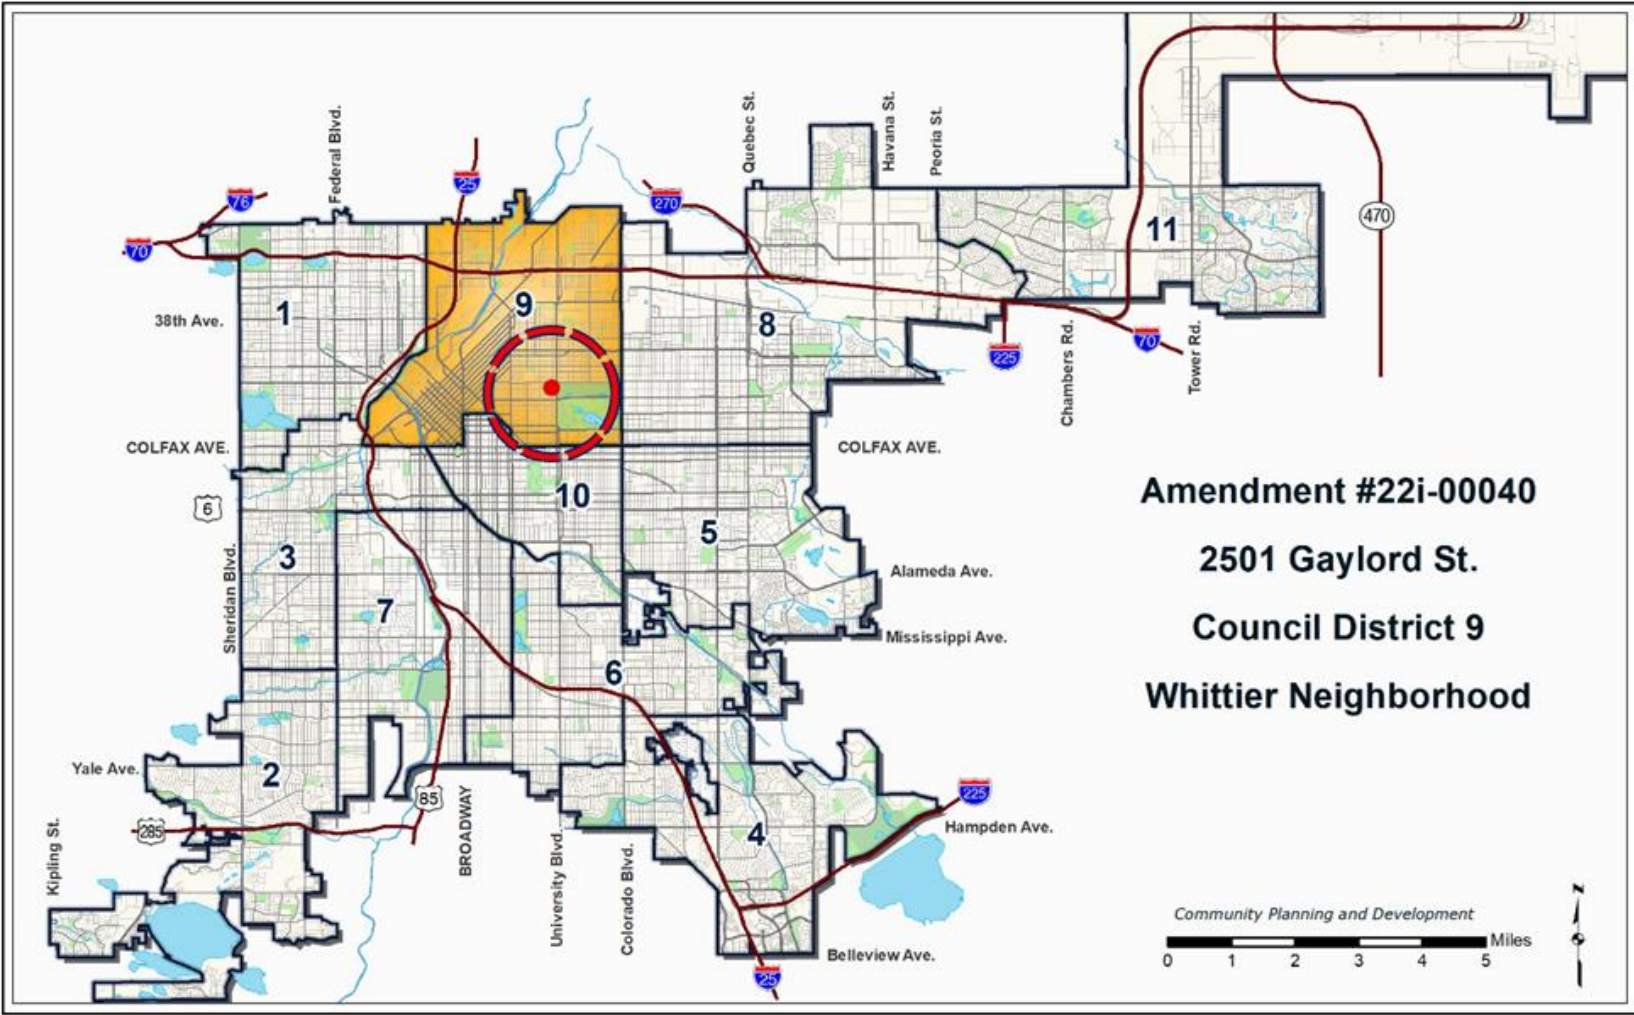 Federal Blvd.
Quebec St.
Havana St.
Peoria St.
76
25
270
70
470
11
9
1
8
38th Ave.
225
70
Chambers Rd.
Tower Rd.
COLFAX AVE.
COLFAX AVE.
6
10
5
3
Sheridan Blvd.
7
Alameda Ave.
Mississippi Ave.
6
Amendment #22i-00040
2501 Gaylord St.
Council District 9
Whittier Neighborhood
Yale Ave.
2
85
285
BROADWAY
225
Hampden Ave.
4
Kipling St.
University Blvd.
Colorado Blvd.
Belleview Ave.
25
Community Planning and Development
Miles
0 1 2 3 4 5
N